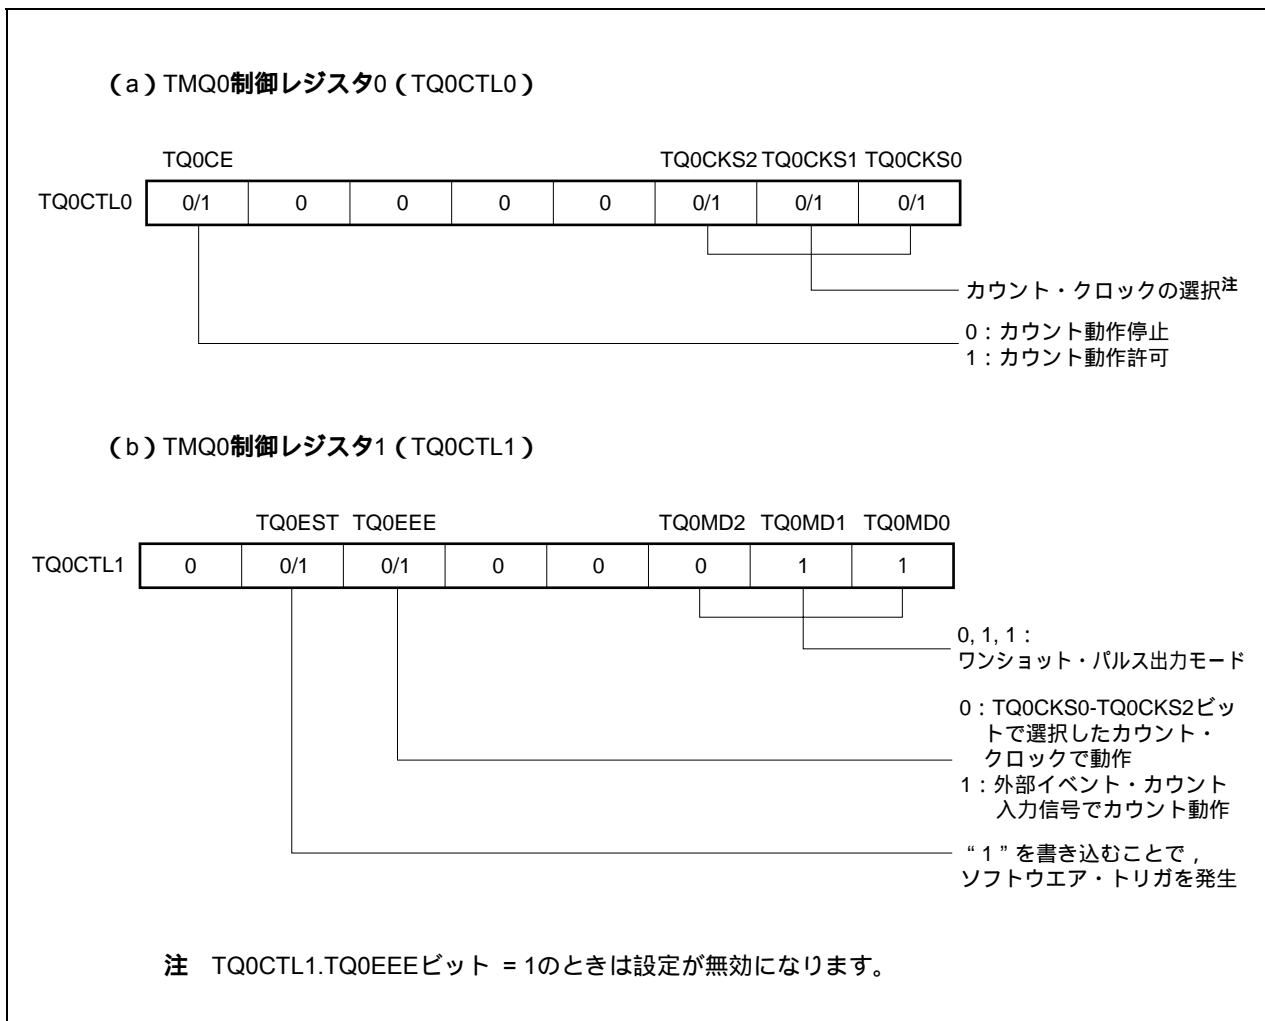 (a)TMQ0制御レジスタ0(TQ0CTL0)
TQ0CE TQ0CKS2 TQ0CKS1 TQ0CKS0
TQ0CTL0 0/1 0 0 0 0 0/1 0/1 0/1
カウント・クロックの選択注
0:カウント動作停止
1:カウント動作許可
(b)TMQ0制御レジスタ1(TQ0CTL1)
TQ0EST TQ0EEE TQ0MD2 TQ0MD1 TQ0MD0
TQ0CTL1 0 0/1 0/1 0 0 0 1 1
0, 1, 1:
ワンショット・パルス出力モード
0:TQ0CKS0-TQ0CKS2ビッ
トで選択したカウント・
クロックで動作
1:外部イベント・カウント
入力信号でカウント動作
“1”を書き込むことで,
ソフトウエア・トリガを発生
注 TQ0CTL1.TQ0EEEビット = 1のときは設定が無効になります。